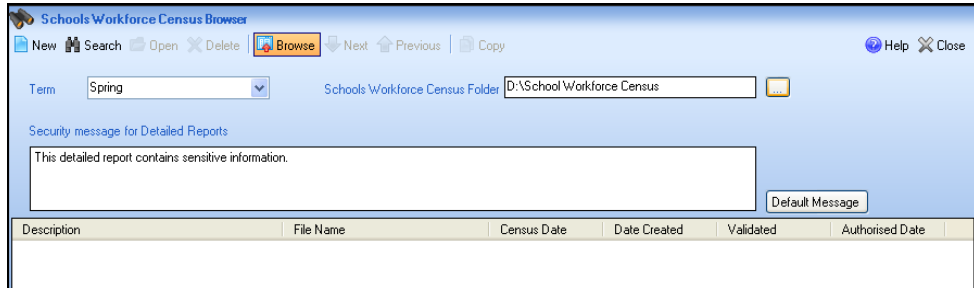 Schools Workforce Census Browser
New Search Open Delete Browse Next Previous Copy Help Close
Term Spring Schools Workforce Census Folder D:\School Workforce Census ...
Security message for Detailed Reports
This detailed report contains sensitive information.
Default Message
Description File Name Census Date Date Created Validated Authorised Date